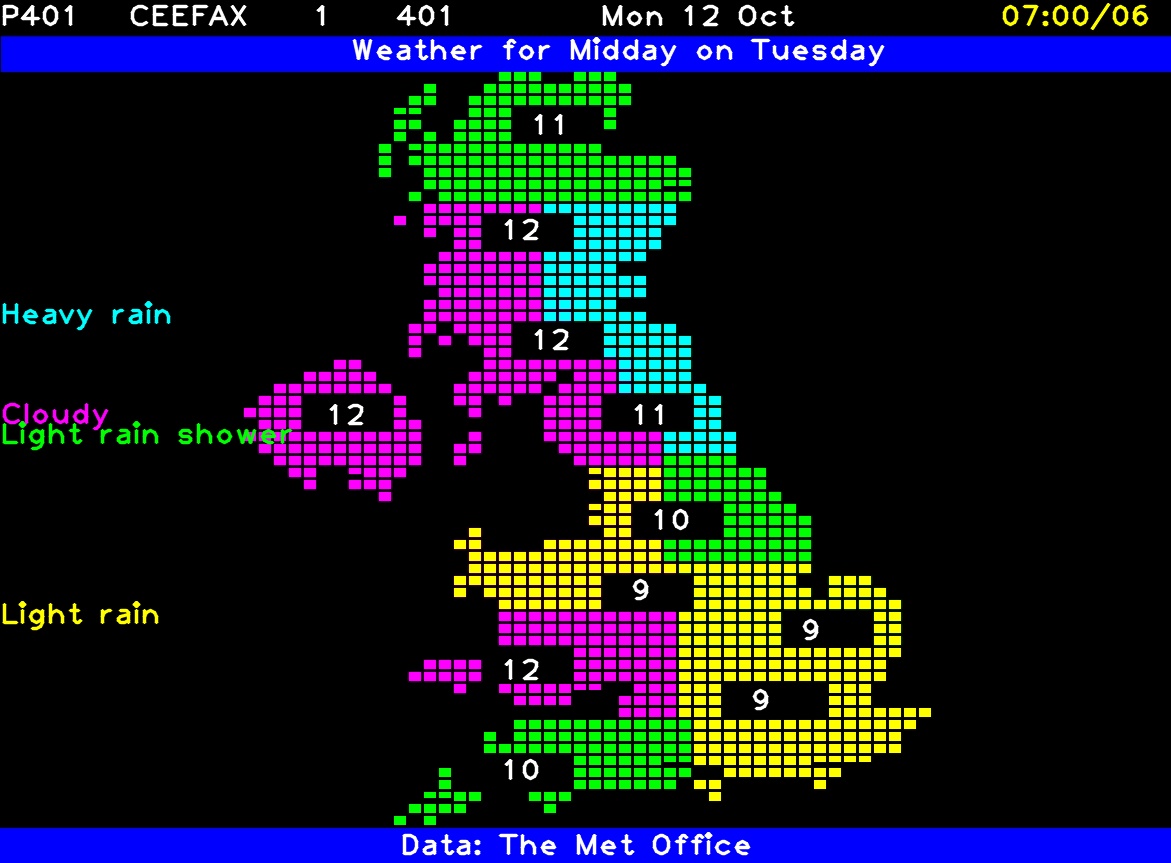 P401 CEEFAX 1 401 Mon 12 Oct 07:00/06
Weather for Midday on Tuesday
11
12
Heavy rain
12
Cloudy 12 11
Light rain shower
10
9
Light rain
9
12
9
10
Data: The Met Office